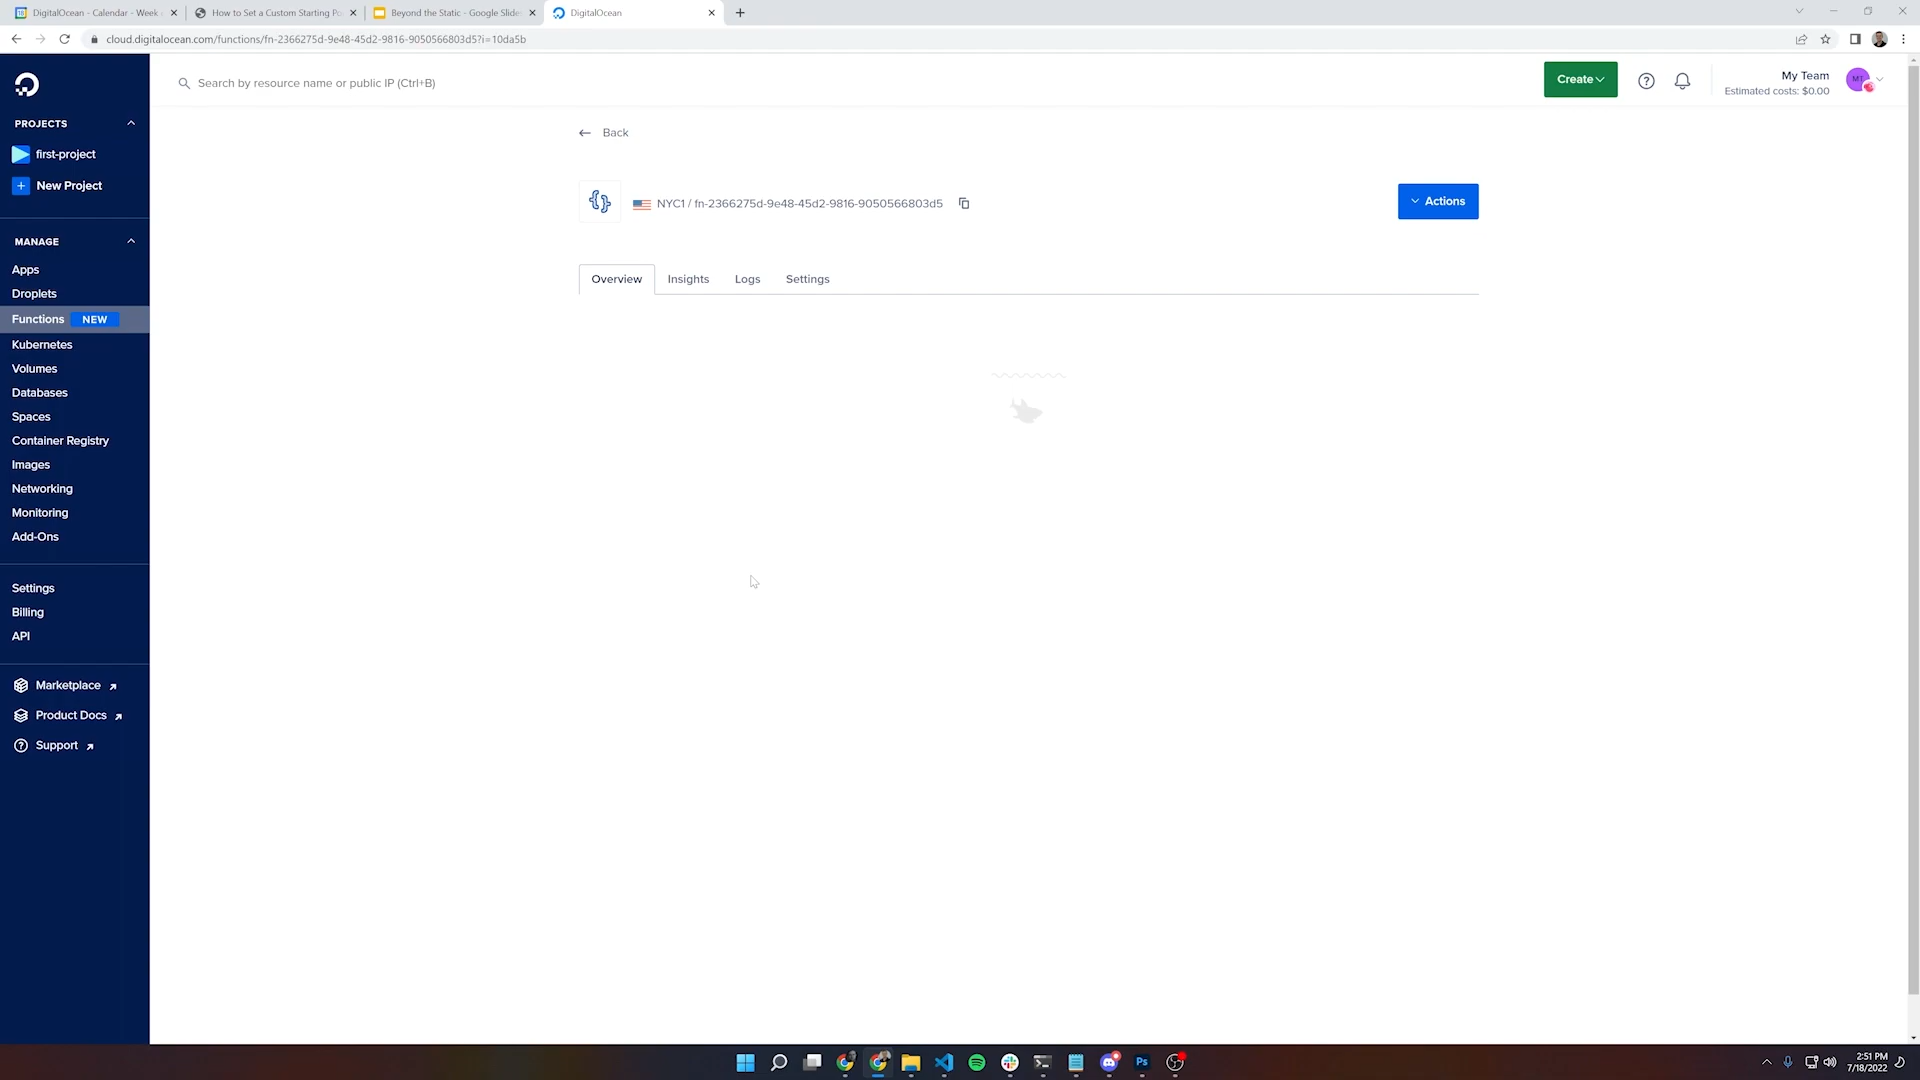 DigitalOcean - Calendar - Week
How to Set a Custom Starting Po
Beyond the Static - Google Slide
DigitalOcean
cloud.digitalocean.com/functions/fn-2366275d-9e48-45d2-9816-9050566803d5?i=10da5b
Search by resource name or public IP (Ctrl+B)
Create
My Team
Estimated costs: $0.00
MT
PROJECTS
first-project
New Project
MANAGE
Apps
Droplets
Functions NEW
Kubernetes
Volumes
Databases
Spaces
Container Registry
Images
Networking
Monitoring
Add-Ons
Settings
Billing
API
Marketplace
Product Docs
Support
Back
NYC1 / fn-2366275d-9e48-45d2-9816-9050566803d5
Actions
Overview Insights Logs Settings
Ps
2:51 PM
7/18/2022